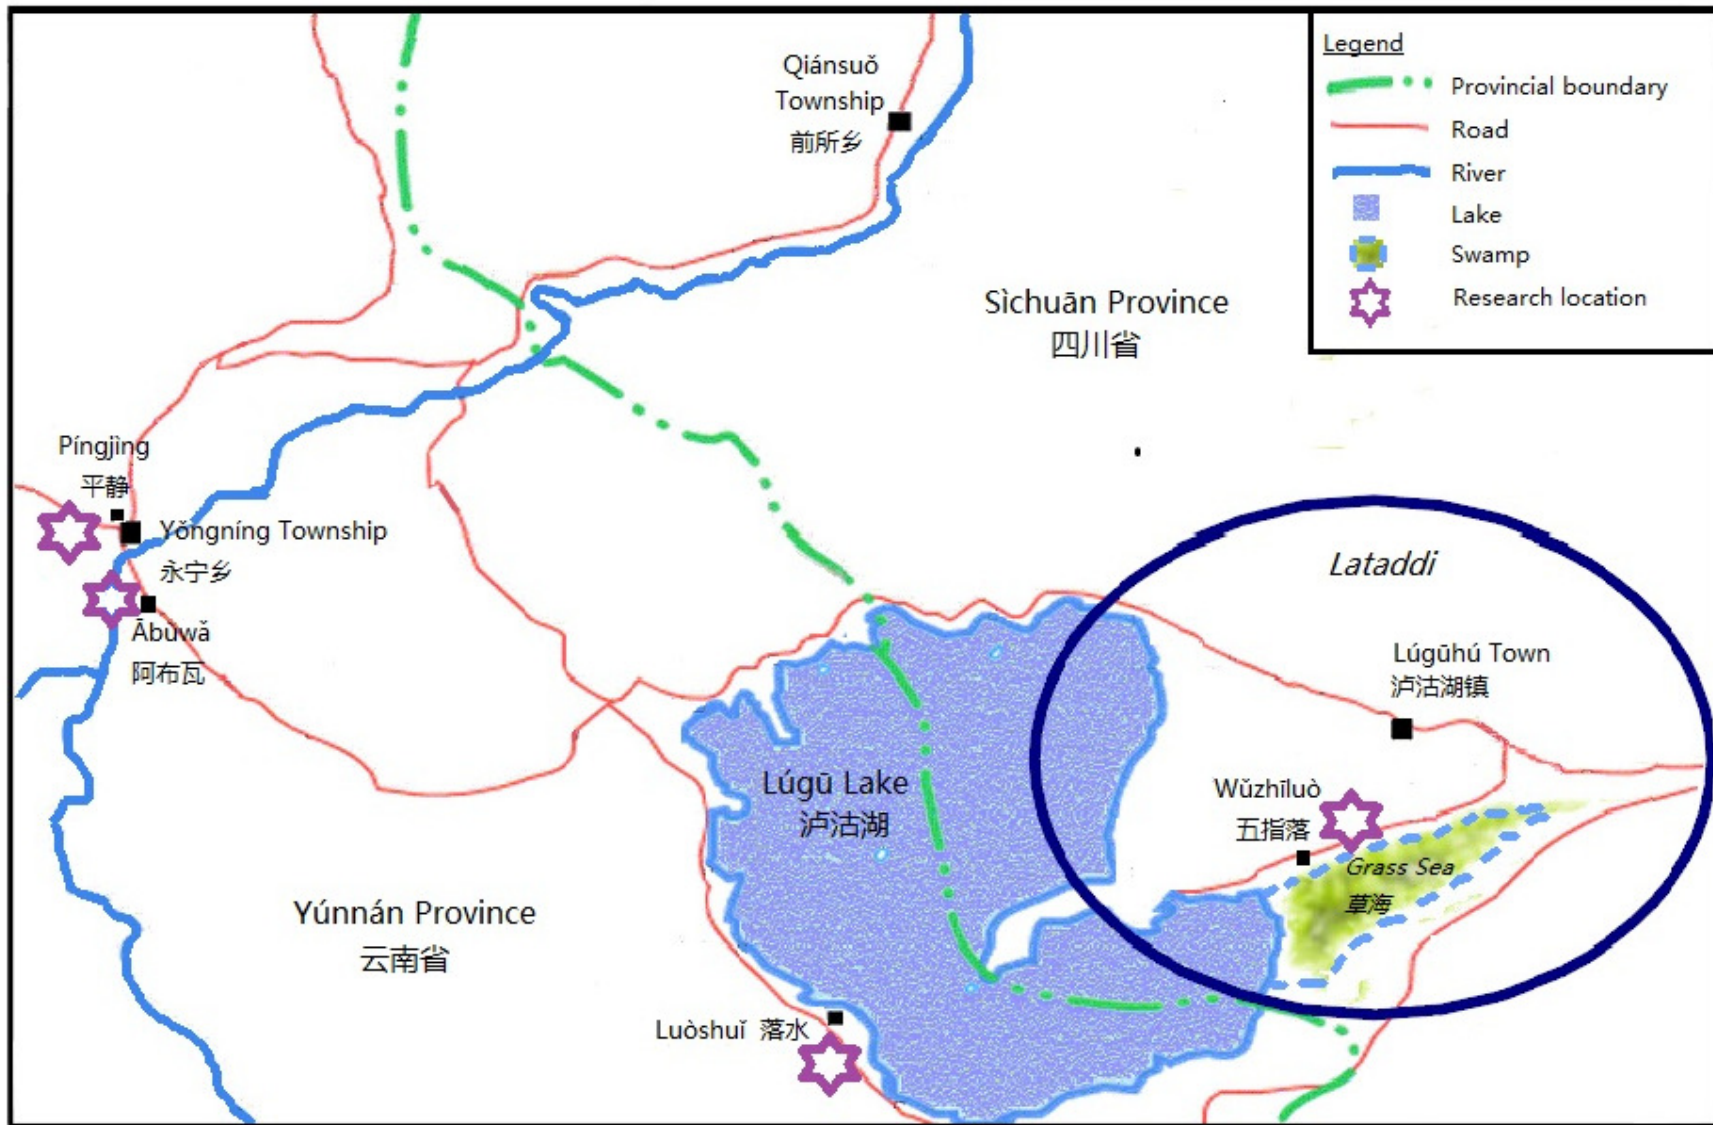 Qiánsuǒ
Township
前所乡
Legend
Provincial boundary
Road
River
Lake
Swamp
Research location
Sìchuān Province
四川省
Píngjìng
平静
Yǒngníng Township
永宁乡
Ābùwǎ
阿布瓦
Lataddi
Lúgūhú Town
泸沽湖镇
Wǔzhīluò
五指落
Grass Sea
草海
Lúgū Lake
泸沽湖
Yúnnán Province
云南省
Luòshuǐ 落水